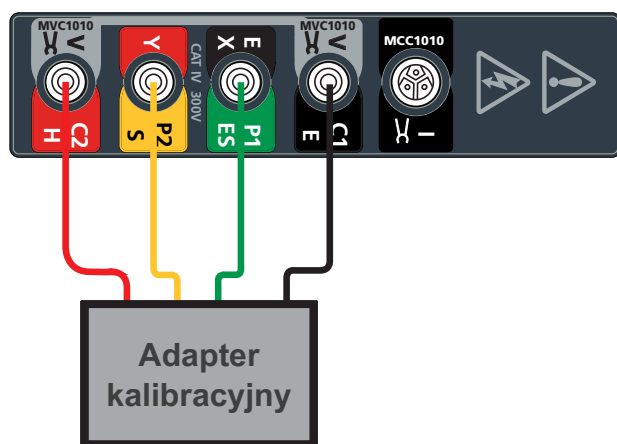 MVC1010
V
C2
H
Y
P2
S
CAT IV 300V
E
X
P1
ES
MVC1010
V
C1
E
MCC1010
I
Adapter
kalibracyjny